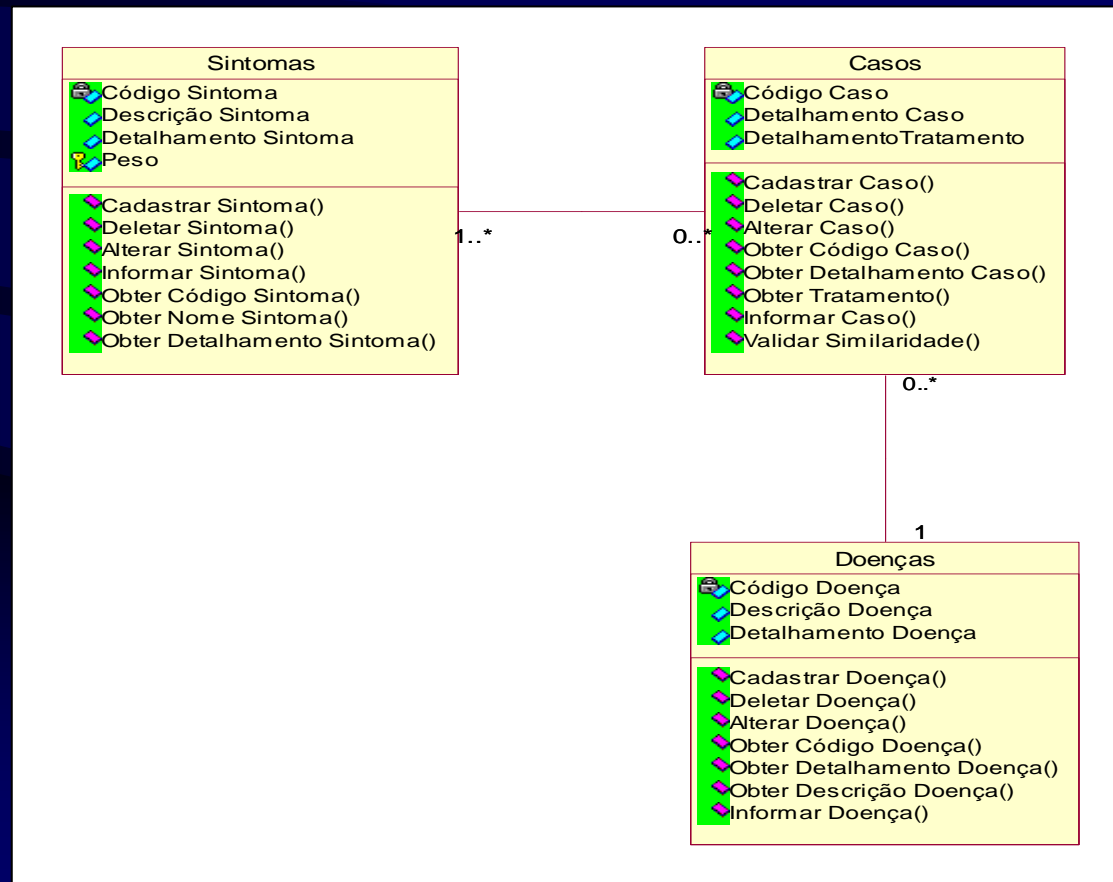 Sintomas
Código Sintoma
Descrição Sintoma
Detalhamento Sintoma
Peso
Cadastrar Sintoma()
Deletar Sintoma()
Alterar Sintoma()
Informar Sintoma()
Obter Código Sintoma()
Obter Nome Sintoma()
Obter Detalhamento Sintoma()
1..*
0..*
Casos
Código Caso
Detalhamento Caso
DetalhamentoTratamento
Cadastrar Caso()
Deletar Caso()
Alterar Caso()
Obter Código Caso()
Obter Detalhamento Caso()
Obter Tratamento()
Informar Caso()
Validar Similaridade()
0..*
1
Doenças
Código Doença
Descrição Doença
Detalhamento Doença
Cadastrar Doença()
Deletar Doença()
Alterar Doença()
Obter Código Doença()
Obter Detalhamento Doença()
Obter Descrição Doença()
Informar Doença()